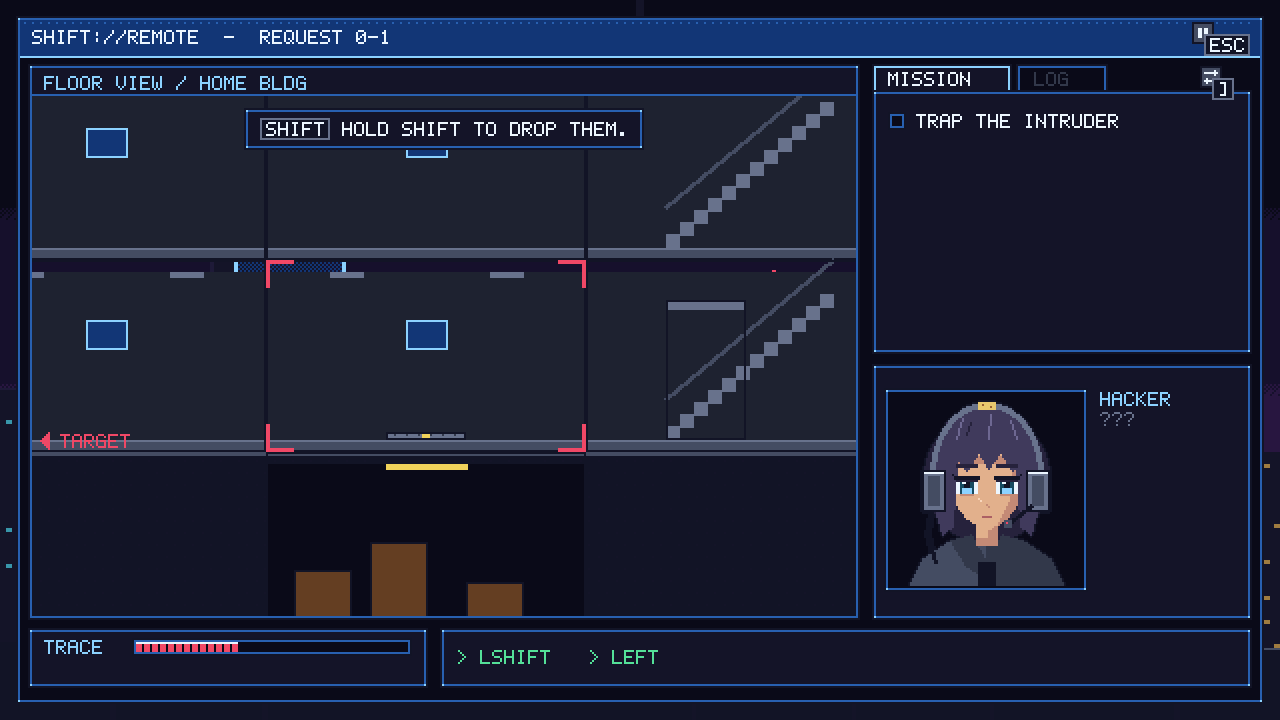 SHIFT://REMOTE – REQUEST 0-1
ESC
FLOOR VIEW / HOME BLDG
SHIFT HOLD SHIFT TO DROP THEM.
TARGET
MISSION
LOG
]
TRAP THE INTRUDER
HACKER
???
TRACE
> LSHIFT > LEFT